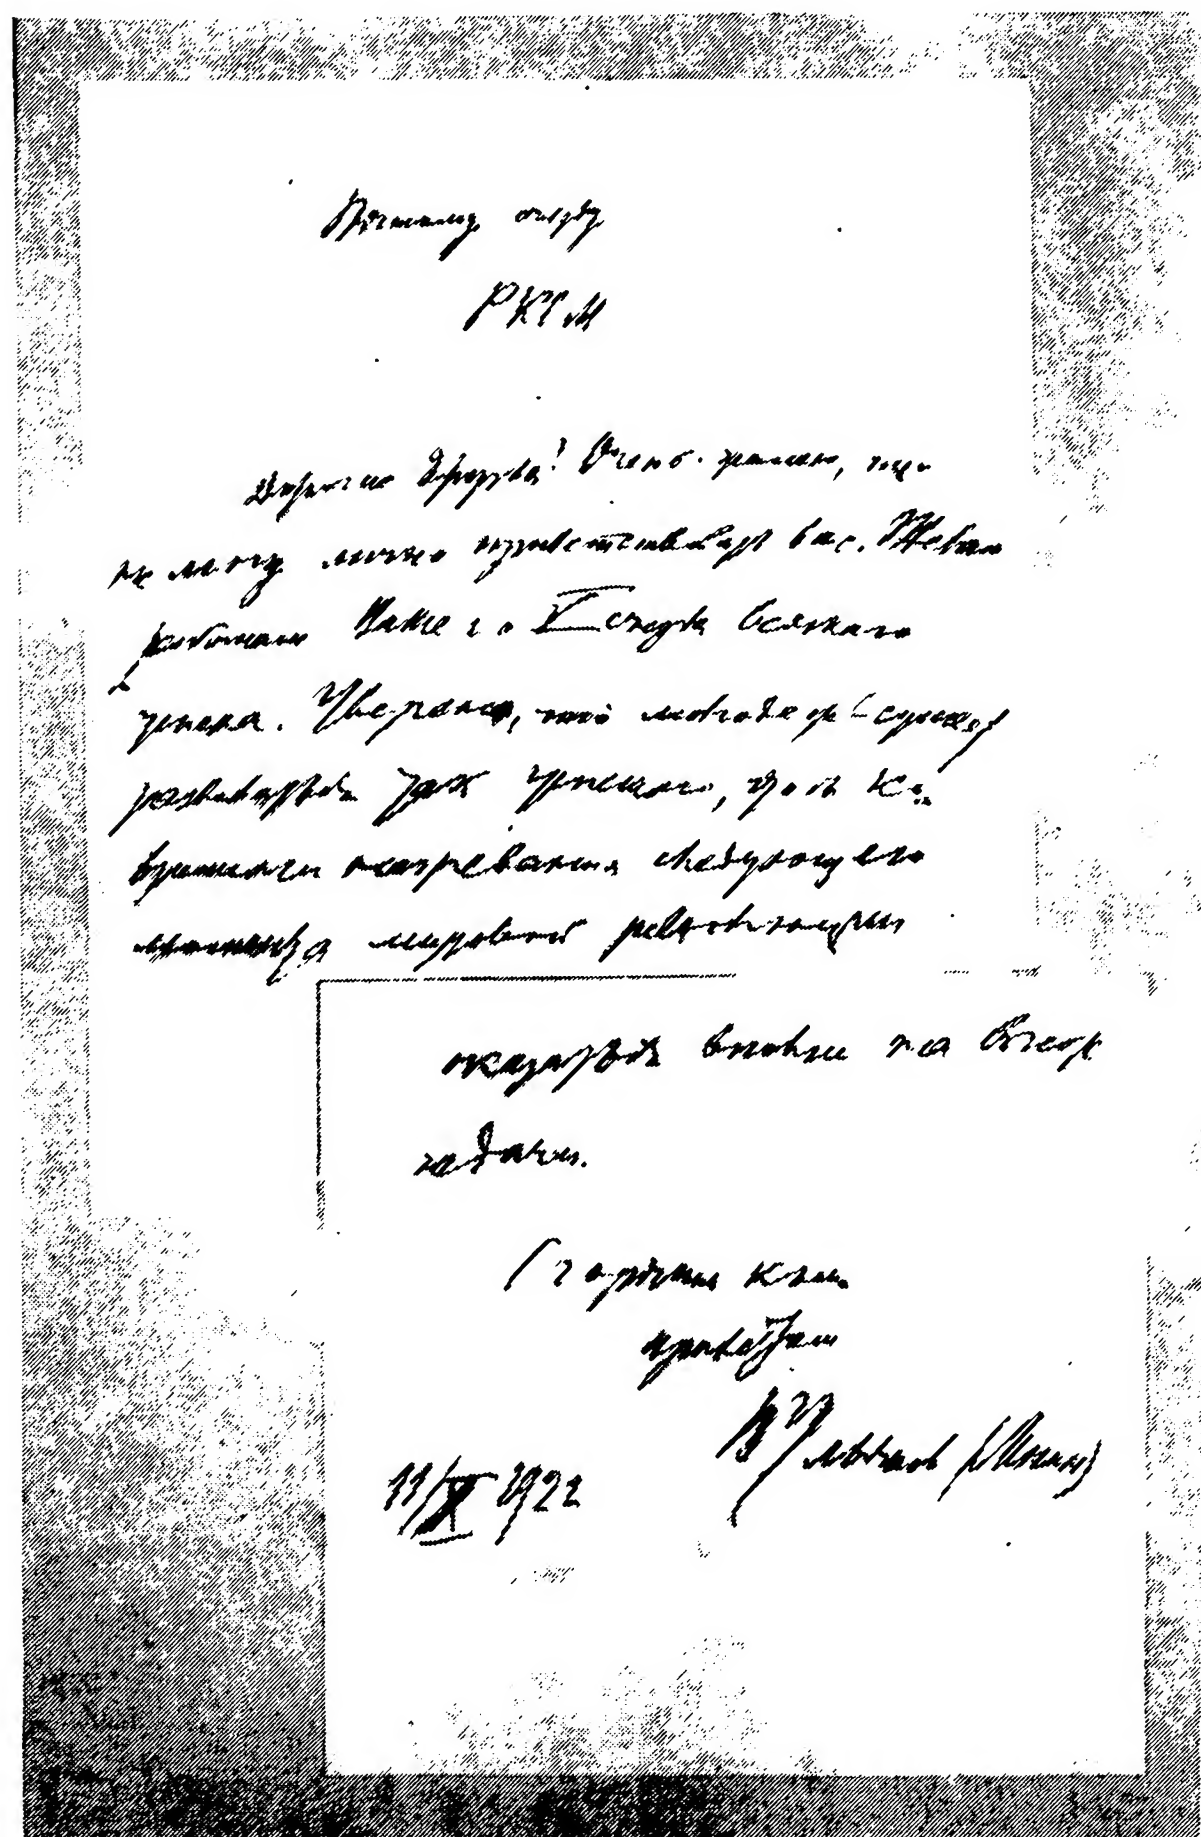 Пятому съезду
РКСМ
Дорогие друзья! Очень жалею, что
не могу лично приветствовать вас. Желаю
работам Вашего V съезда всякого
успеха. Уверен, что молодежь сумеет
развиваться так успешно, чтобы ко
времени назревания следующего
момента мировой революции
оказаться вполне на высоте
задачи.
С горячим ком.
приветом
В Ульянов (Ленин)
11/X 1922